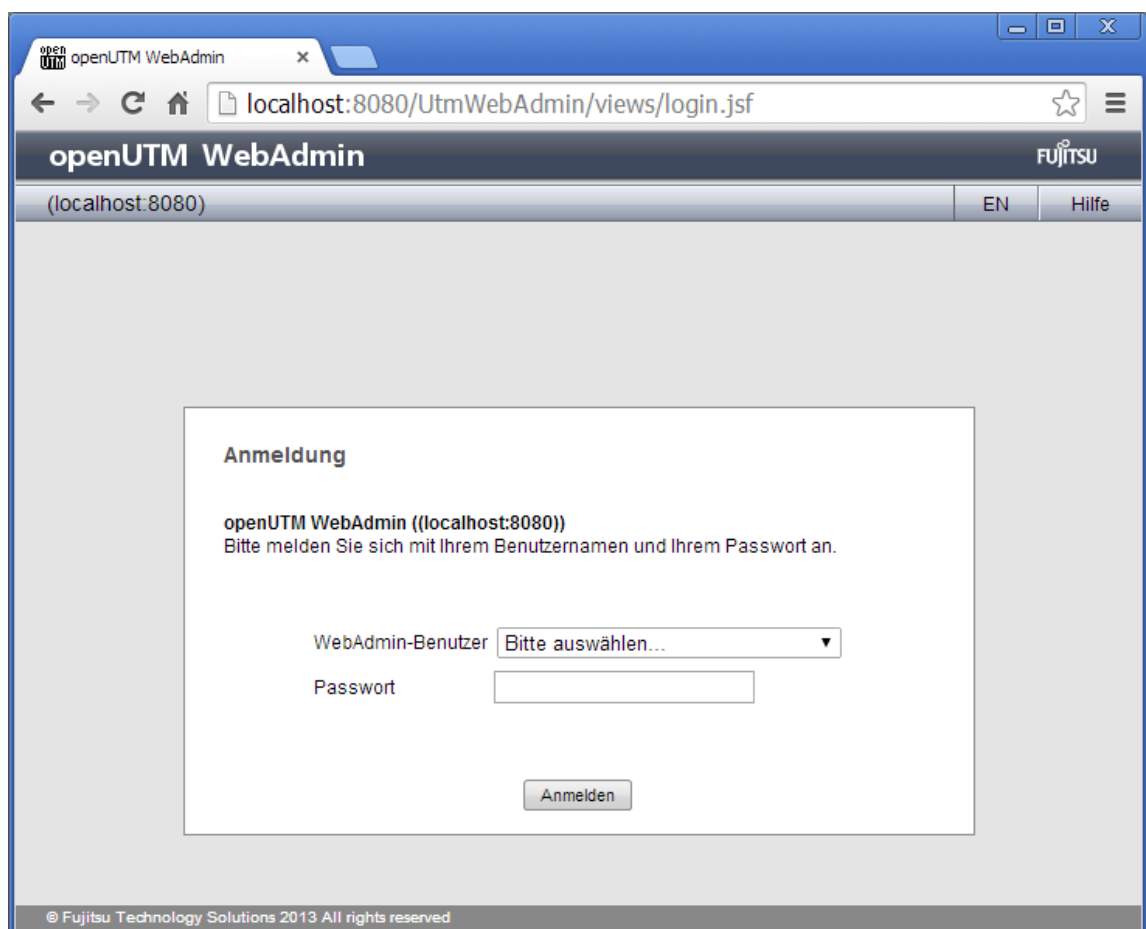 open
UTM openUTM WebAdmin
localhost:8080/UtmWebAdmin/views/login.jsf
openUTM WebAdmin FUJITSU
(localhost:8080) EN Hilfe
Anmeldung
openUTM WebAdmin ((localhost:8080))
Bitte melden Sie sich mit Ihrem Benutzernamen und Ihrem Passwort an.
WebAdmin-Benutzer Bitte auswählen...
Passwort
Anmelden
© Fujitsu Technology Solutions 2013 All rights reserved